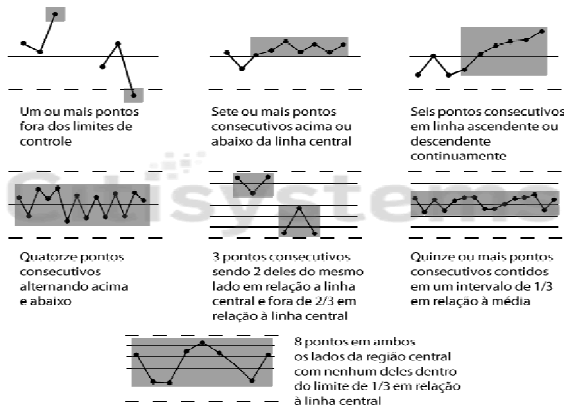 Um ou mais pontos
fora dos limites de
controle
Sete ou mais pontos
consecutivos acima ou
abaixo da linha central
Seis pontos consecutivos
em linha ascendente ou
descendente
continuamente
Citisystems
Quatorze pontos
consecutivos
alternando acima
e abaixo
3 pontos consecutivos
sendo 2 deles do mesmo
lado em relação a linha
central e fora de 2/3 em
relação à linha central
Quinze ou mais pontos
consecutivos contidos
em um intervalo de 1/3
em relação à média
8 pontos em ambos
os lados da região central
com nenhum deles dentro
do limite de 1/3 em relação
à linha central